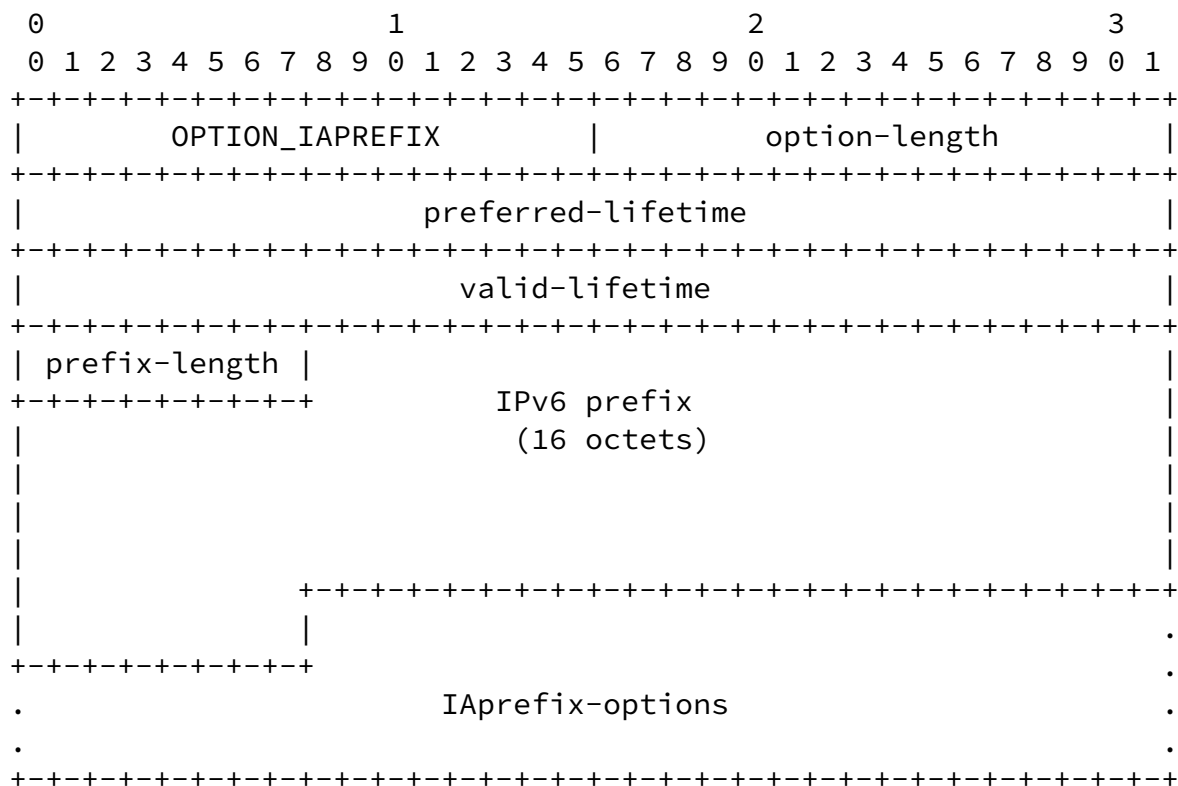 0                   1                   2                   3
 0 1 2 3 4 5 6 7 8 9 0 1 2 3 4 5 6 7 8 9 0 1 2 3 4 5 6 7 8 9 0 1
+-+-+-+-+-+-+-+-+-+-+-+-+-+-+-+-+-+-+-+-+-+-+-+-+-+-+-+-+-+-+-+-+
|        OPTION_IAPREFIX        |         option-length         |
+-+-+-+-+-+-+-+-+-+-+-+-+-+-+-+-+-+-+-+-+-+-+-+-+-+-+-+-+-+-+-+-+
|                      preferred-lifetime                       |
+-+-+-+-+-+-+-+-+-+-+-+-+-+-+-+-+-+-+-+-+-+-+-+-+-+-+-+-+-+-+-+-+
|                        valid-lifetime                         |
+-+-+-+-+-+-+-+-+-+-+-+-+-+-+-+-+-+-+-+-+-+-+-+-+-+-+-+-+-+-+-+-+
| prefix-length |                                               |
+-+-+-+-+-+-+-+-+          IPv6 prefix                          |
|                           (16 octets)                         |
|                                                               |
|                                                               |
|                                                               |
|               +-+-+-+-+-+-+-+-+-+-+-+-+-+-+-+-+-+-+-+-+-+-+-+-+
|               |                                               .
+-+-+-+-+-+-+-+-+                                               .
.                       IAprefix-options                        .
.                                                               .
+-+-+-+-+-+-+-+-+-+-+-+-+-+-+-+-+-+-+-+-+-+-+-+-+-+-+-+-+-+-+-+-+